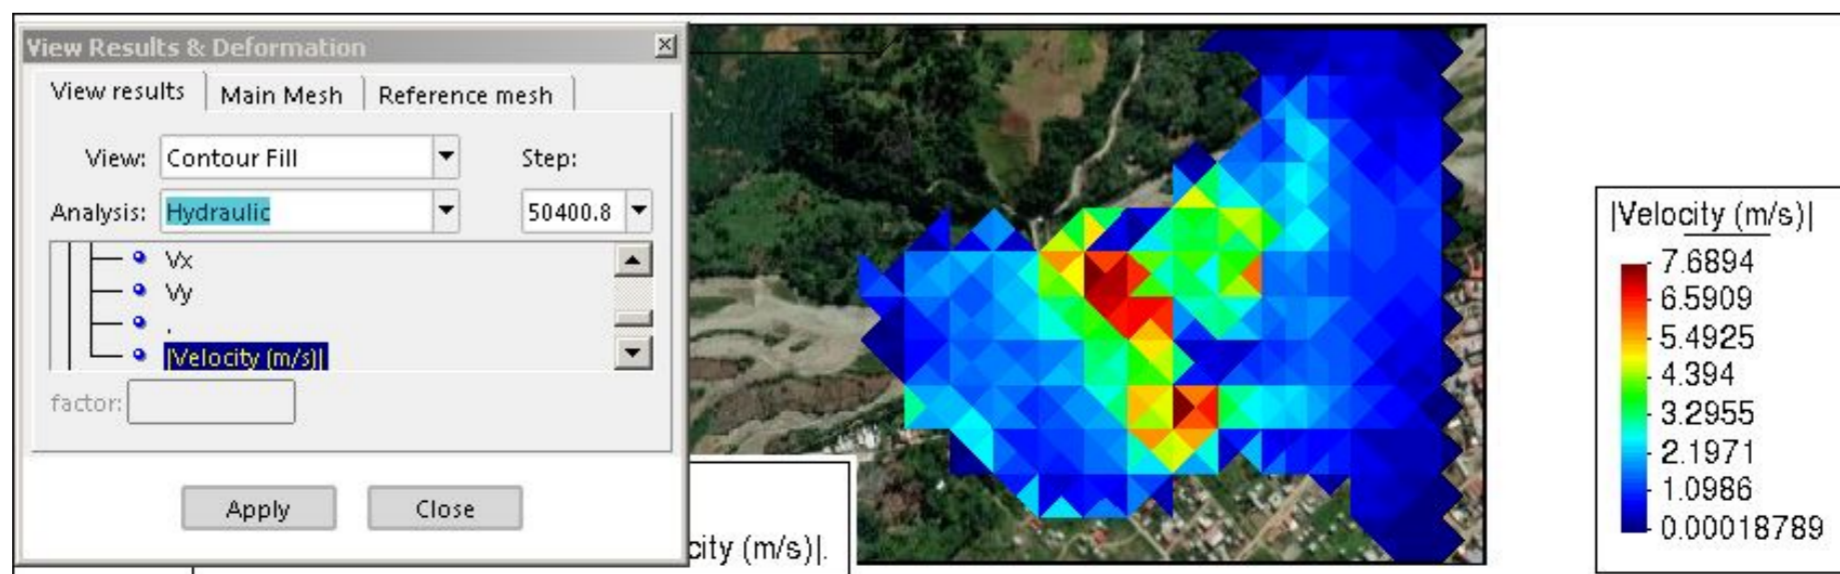 View Results & Deformation
View results Main Mesh Reference mesh
View: Contour Fill Step:
Analysis: Hydraulic 50400.8
Vx
Vy
.
|Velocity (m/s)|
factor:
Apply Close
city (m/s)|.
|Velocity (m/s)|
7.6894
6.5909
5.4925
4.394
3.2955
2.1971
1.0986
0.00018789